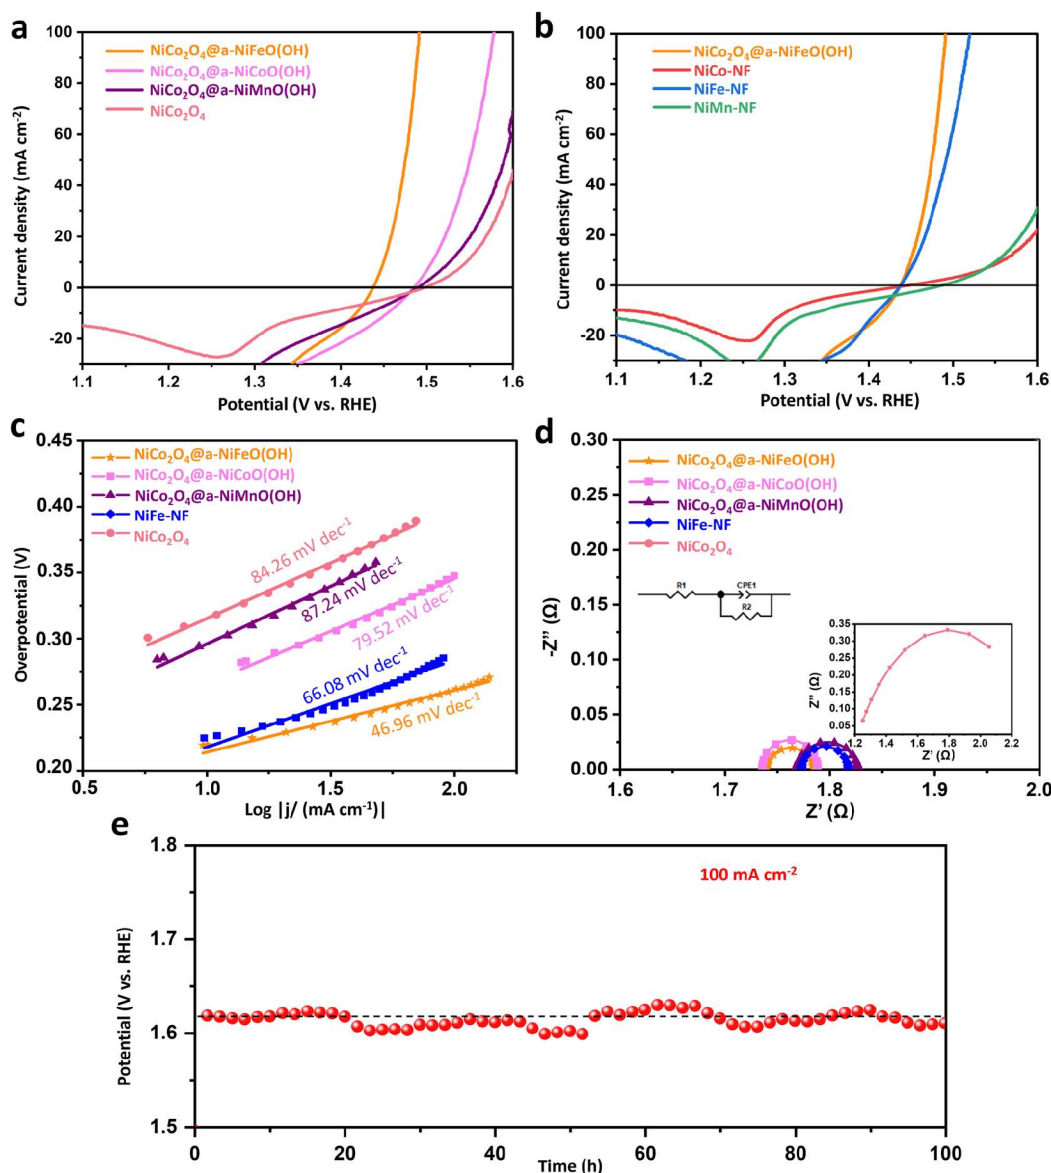 a
NiCo₂O₄@a-NiFeO(OH)
NiCo₂O₄@a-NiCoO(OH)
NiCo₂O₄@a-NiMnO(OH)
NiCo₂O₄
100
80
60
40
20
0
-20
Current density (mA cm⁻²)
1.1 1.2 1.3 1.4 1.5 1.6
Potential (V vs. RHE)
b
NiCo₂O₄@a-NiFeO(OH)
NiCo-NF
NiFe-NF
NiMn-NF
100
80
60
40
20
0
-20
Current density (mA cm⁻²)
1.1 1.2 1.3 1.4 1.5 1.6
Potential (V vs. RHE)
c
NiCo₂O₄@a-NiFeO(OH)
NiCo₂O₄@a-NiCoO(OH)
NiCo₂O₄@a-NiMnO(OH)
NiFe-NF
NiCo₂O₄
0.45
0.40
0.35
0.30
0.25
0.20
Overpotential (V)
84.26 mV dec⁻¹
87.24 mV dec⁻¹
79.52 mV dec⁻¹
66.08 mV dec⁻¹
46.96 mV dec⁻¹
1.0 1.5 2.0
Log |j/ (mA cm⁻¹)|
d
NiCo₂O₄@a-NiFeO(OH)
NiCo₂O₄@a-NiCoO(OH)
NiCo₂O₄@a-NiMnO(OH)
NiFe-NF
NiCo₂O₄
0.30
0.25
0.20
0.15
0.10
0.05
0.00
-Z'' (Ω)
R1 CPE1
R2
0.35
0.30
0.25
0.20
0.15
0.10
0.05
Z'' (Ω)
1.2 1.4 1.6 1.8 2.0 2.2
Z' (Ω)
1.6 1.7 1.8 1.9 2.0
Z' (Ω)
e
100 mA cm⁻²
1.8
1.7
1.6
1.5
Potential (V vs. RHE)
0 20 40 60 80 100
Time (h)